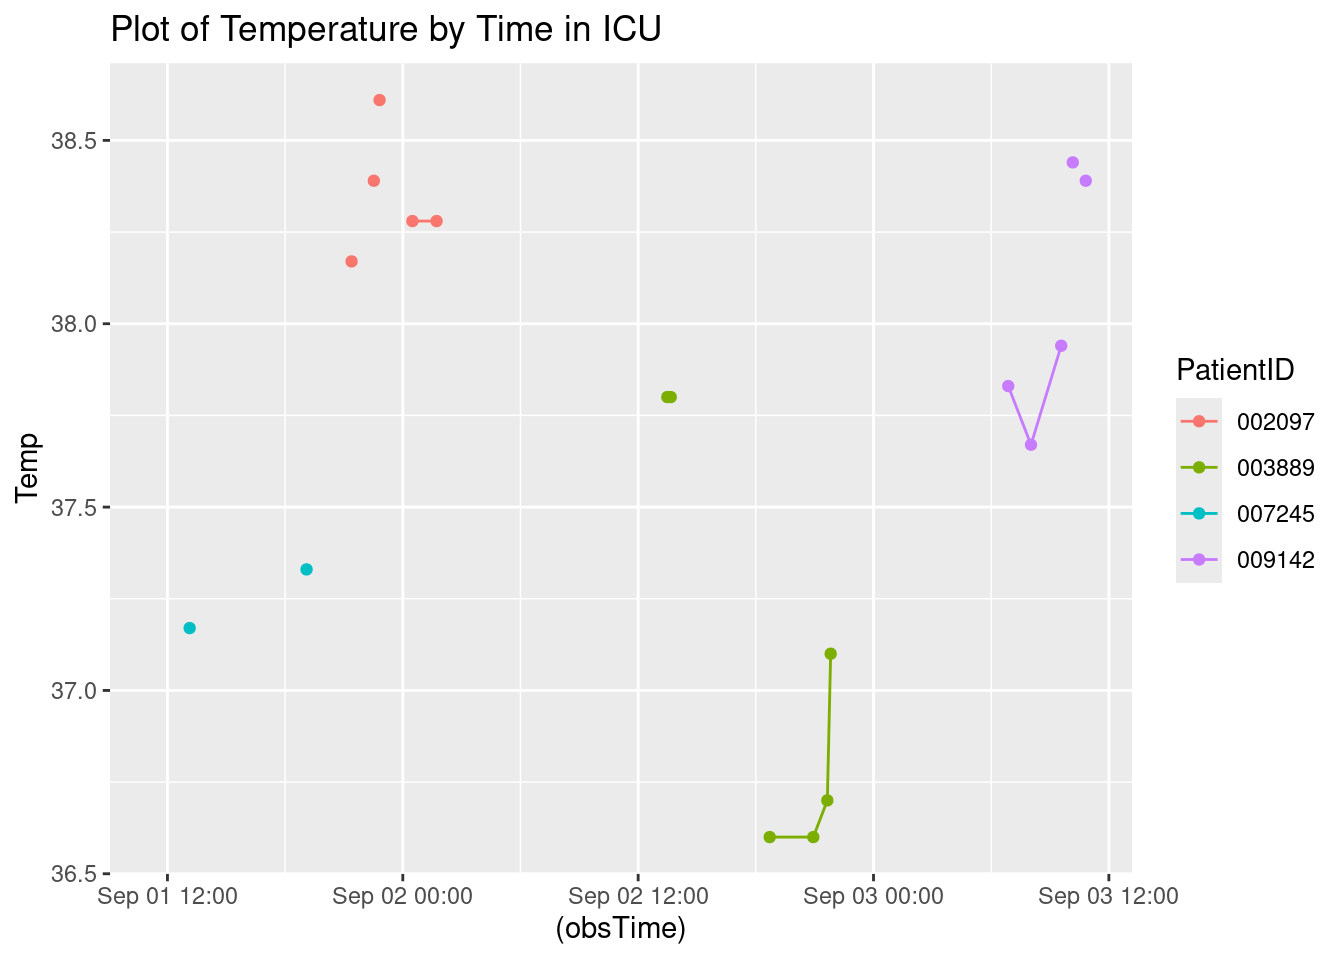 Plot of Temperature by Time in ICU
38.5
38.0
37.5
37.0
36.5
Temp
Sep 01 12:00
Sep 02 00:00
Sep 02 12:00
Sep 03 00:00
Sep 03 12:00
(obsTime)
PatientID
002097
003889
007245
009142